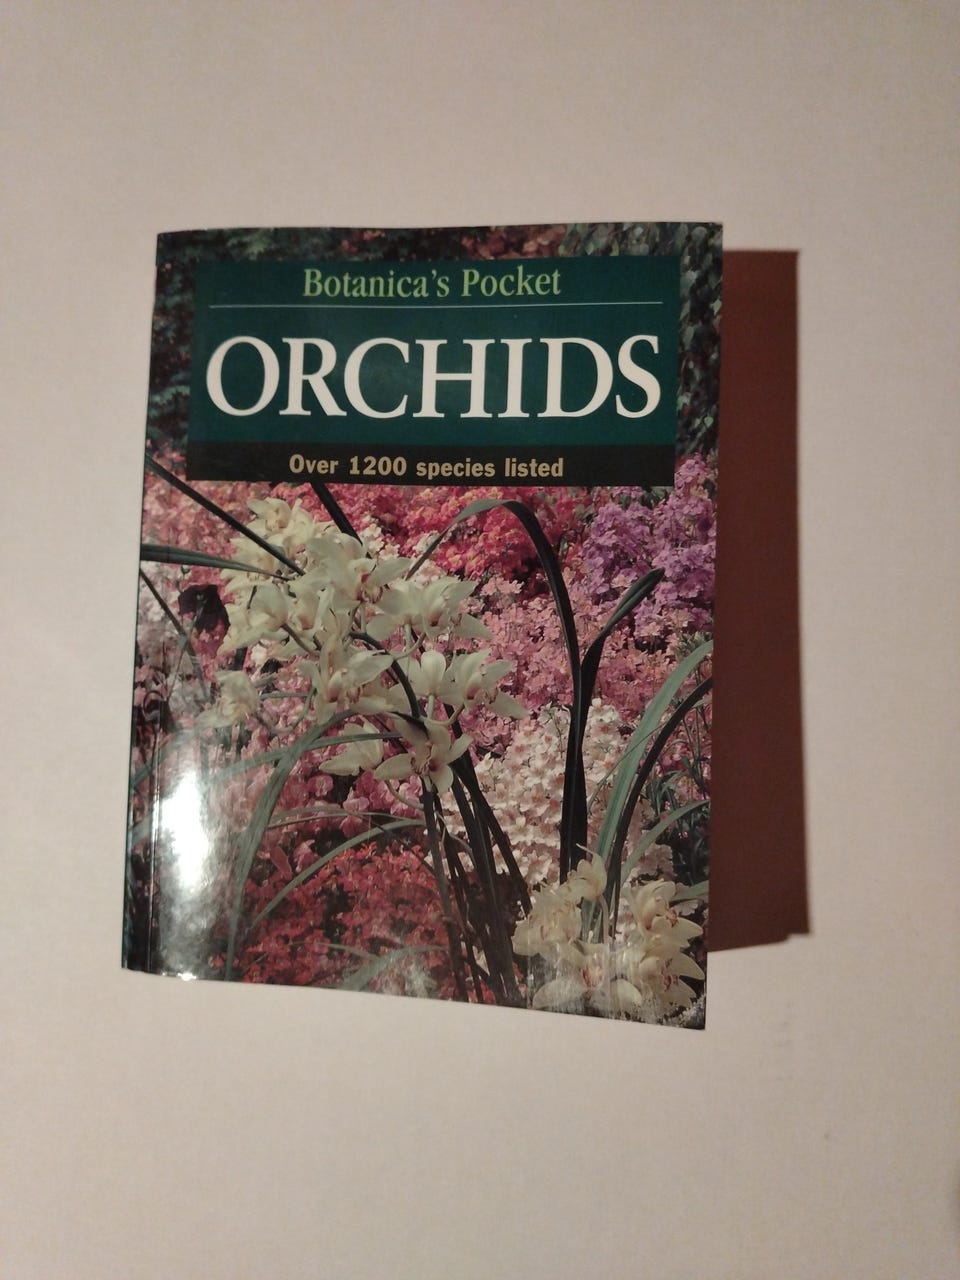 Botanica's Pocket
ORCHIDS
Over 1200 species listed